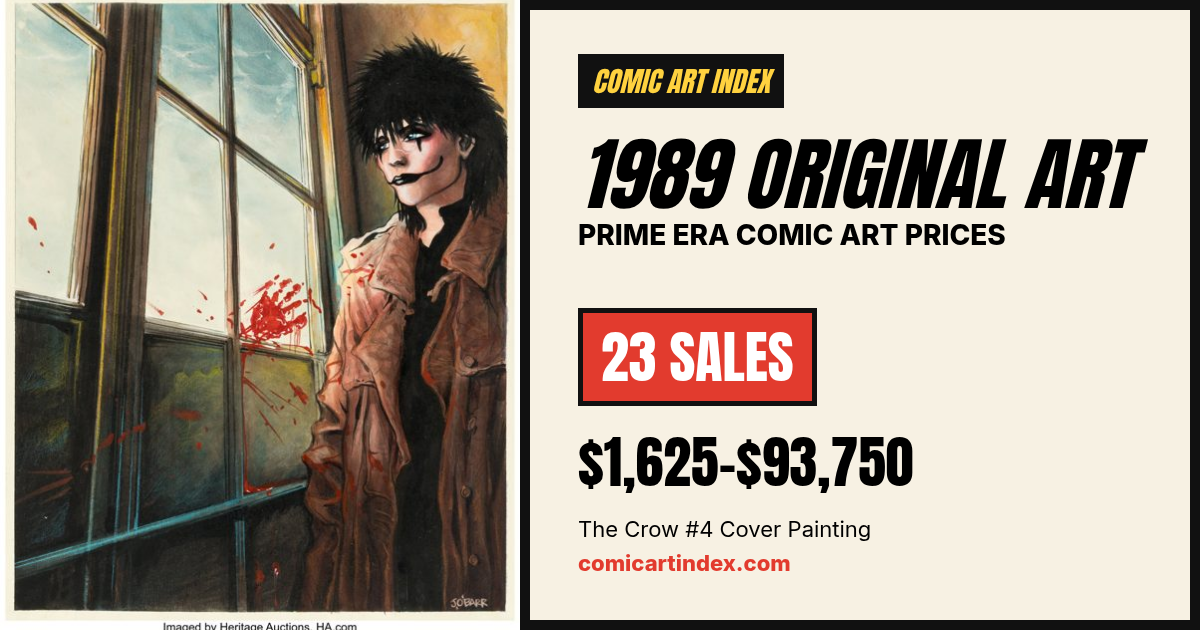 COMIC ART INDEX
1989 ORIGINAL ART
PRIME ERA COMIC ART PRICES
23 SALES
$1,625-$93,750
The Crow #4 Cover Painting
comicartindex.com
J.O'BARR
Imaged by Heritage Auctions, HA.com